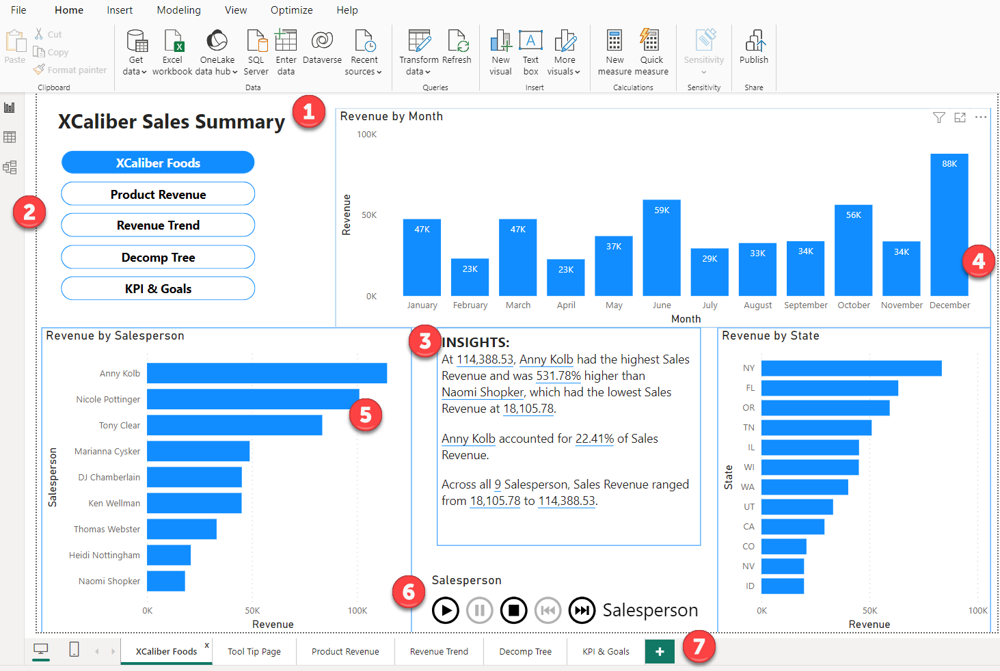 File Home Insert Modeling View Optimize Help
Paste
Cut
Copy
Format painter
Clipboard
Get data
Excel workbook
OneLake data hub
SQL Server
Enter data
Dataverse
Recent sources
Data
Transform data
Refresh
Queries
New visual
Text box
More visuals
Insert
New measure
Quick measure
Calculations
Sensitivity
Sensitivity
Publish
Share
XCaliber Sales Summary
1
XCaliber Foods
Product Revenue
2
Revenue Trend
Decomp Tree
KPI & Goals
Revenue by Month
Revenue
100K
50K
0K
47K
23K
47K
23K
37K
59K
29K
33K
34K
56K
34K
88K
4
January February March April May June July August September October November December
Month
Revenue by Salesperson
Salesperson
Anny Kolb
Nicole Pottinger
5
Tony Clear
Marianna Cysker
DJ Chamberlain
Ken Wellman
Thomas Webster
Heidi Nottingham
Naomi Shopker
0K 50K 100K
Revenue
3
INSIGHTS:
At 114,388.53, Anny Kolb had the highest Sales
Revenue and was 531.78% higher than
Naomi Shopker, which had the lowest Sales
Revenue at 18,105.78.
Anny Kolb accounted for 22.41% of Sales
Revenue.
Across all 9 Salesperson, Sales Revenue ranged
from 18,105.78 to 114,388.53.
6
Salesperson
Salesperson
Revenue by State
State
NY
FL
OR
TN
IL
WI
WA
UT
CA
CO
NV
ID
0K 50K 100K
Revenue
XCaliber Foods x Tool Tip Page Product Revenue Revenue Trend Decomp Tree KPI & Goals +
7